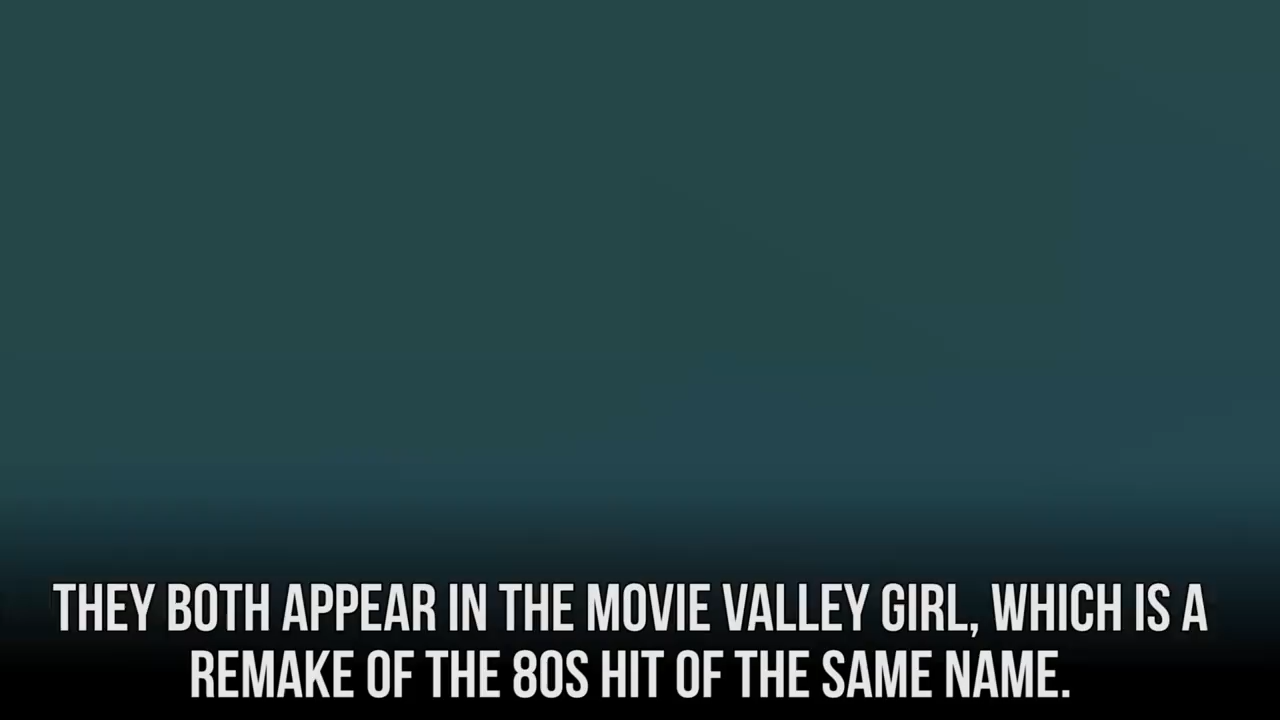 THEY BOTH APPEAR IN THE MOVIE VALLEY GIRL, WHICH IS A
REMAKE OF THE 80S HIT OF THE SAME NAME.